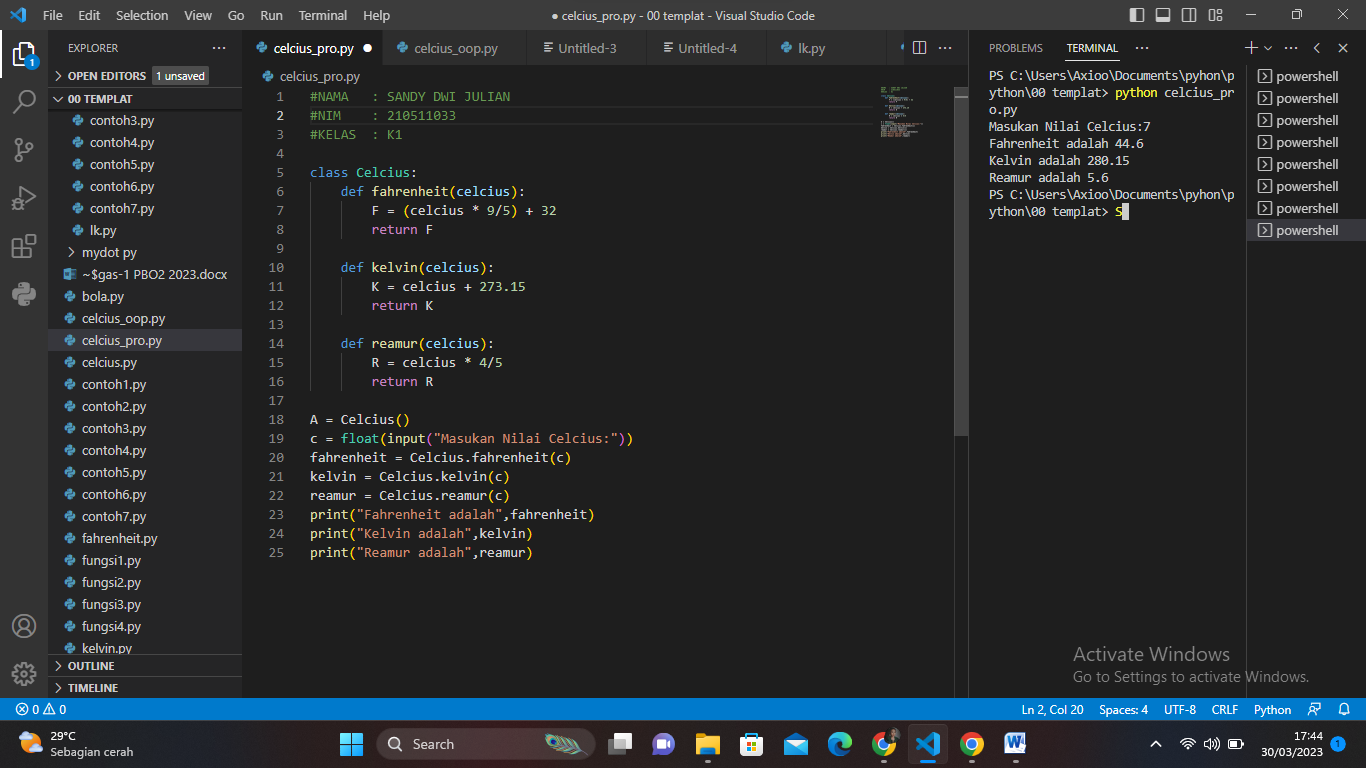 File Edit Selection View Go Run Terminal Help
● celcius_pro.py - 00 templat - Visual Studio Code
1
EXPLORER ...
OPEN EDITORS 1 unsaved
00 TEMPLAT
contoh3.py
contoh4.py
contoh5.py
contoh6.py
contoh7.py
lk.py
mydot py
~$gas-1 PBO2 2023.docx
bola.py
celcius_oop.py
celcius_pro.py
celcius.py
contoh1.py
contoh2.py
contoh3.py
contoh4.py
contoh5.py
contoh6.py
contoh7.py
fahrenheit.py
fungsi1.py
fungsi2.py
fungsi3.py
fungsi4.py
kelvin.py
OUTLINE
TIMELINE
celcius_pro.py ● celcius_oop.py Untitled-3 Untitled-4 lk.py ...
celcius_pro.py
1 #NAMA   : SANDY DWI JULIAN
2 #NIM    : 210511033
3 #KELAS  : K1
4
5 class Celcius:
6     def fahrenheit(celcius):
7         F = (celcius * 9/5) + 32
8         return F
9
10     def kelvin(celcius):
11         K = celcius + 273.15
12         return K
13
14     def reamur(celcius):
15         R = celcius * 4/5
16         return R
17
18 A = Celcius()
19 c = float(input("Masukan Nilai Celcius:"))
20 fahrenheit = Celcius.fahrenheit(c)
21 kelvin = Celcius.kelvin(c)
22 reamur = Celcius.reamur(c)
23 print("Fahrenheit adalah",fahrenheit)
24 print("Kelvin adalah",kelvin)
25 print("Reamur adalah",reamur)
PROBLEMS TERMINAL ... ...
PS C:\Users\Axioo\Documents\pyhon\p
ython\00 templat> python celcius_pr
o.py
Masukan Nilai Celcius:7
Fahrenheit adalah 44.6
Kelvin adalah 280.15
Reamur adalah 5.6
PS C:\Users\Axioo\Documents\pyhon\p
ython\00 templat> S
powershell
powershell
powershell
powershell
powershell
powershell
powershell
powershell
Activate Windows
Go to Settings to activate Windows.
0 0
Ln 2, Col 20 Spaces: 4 UTF-8 CRLF Python
29°C
Sebagian cerah
Search
17:44
30/03/2023
1